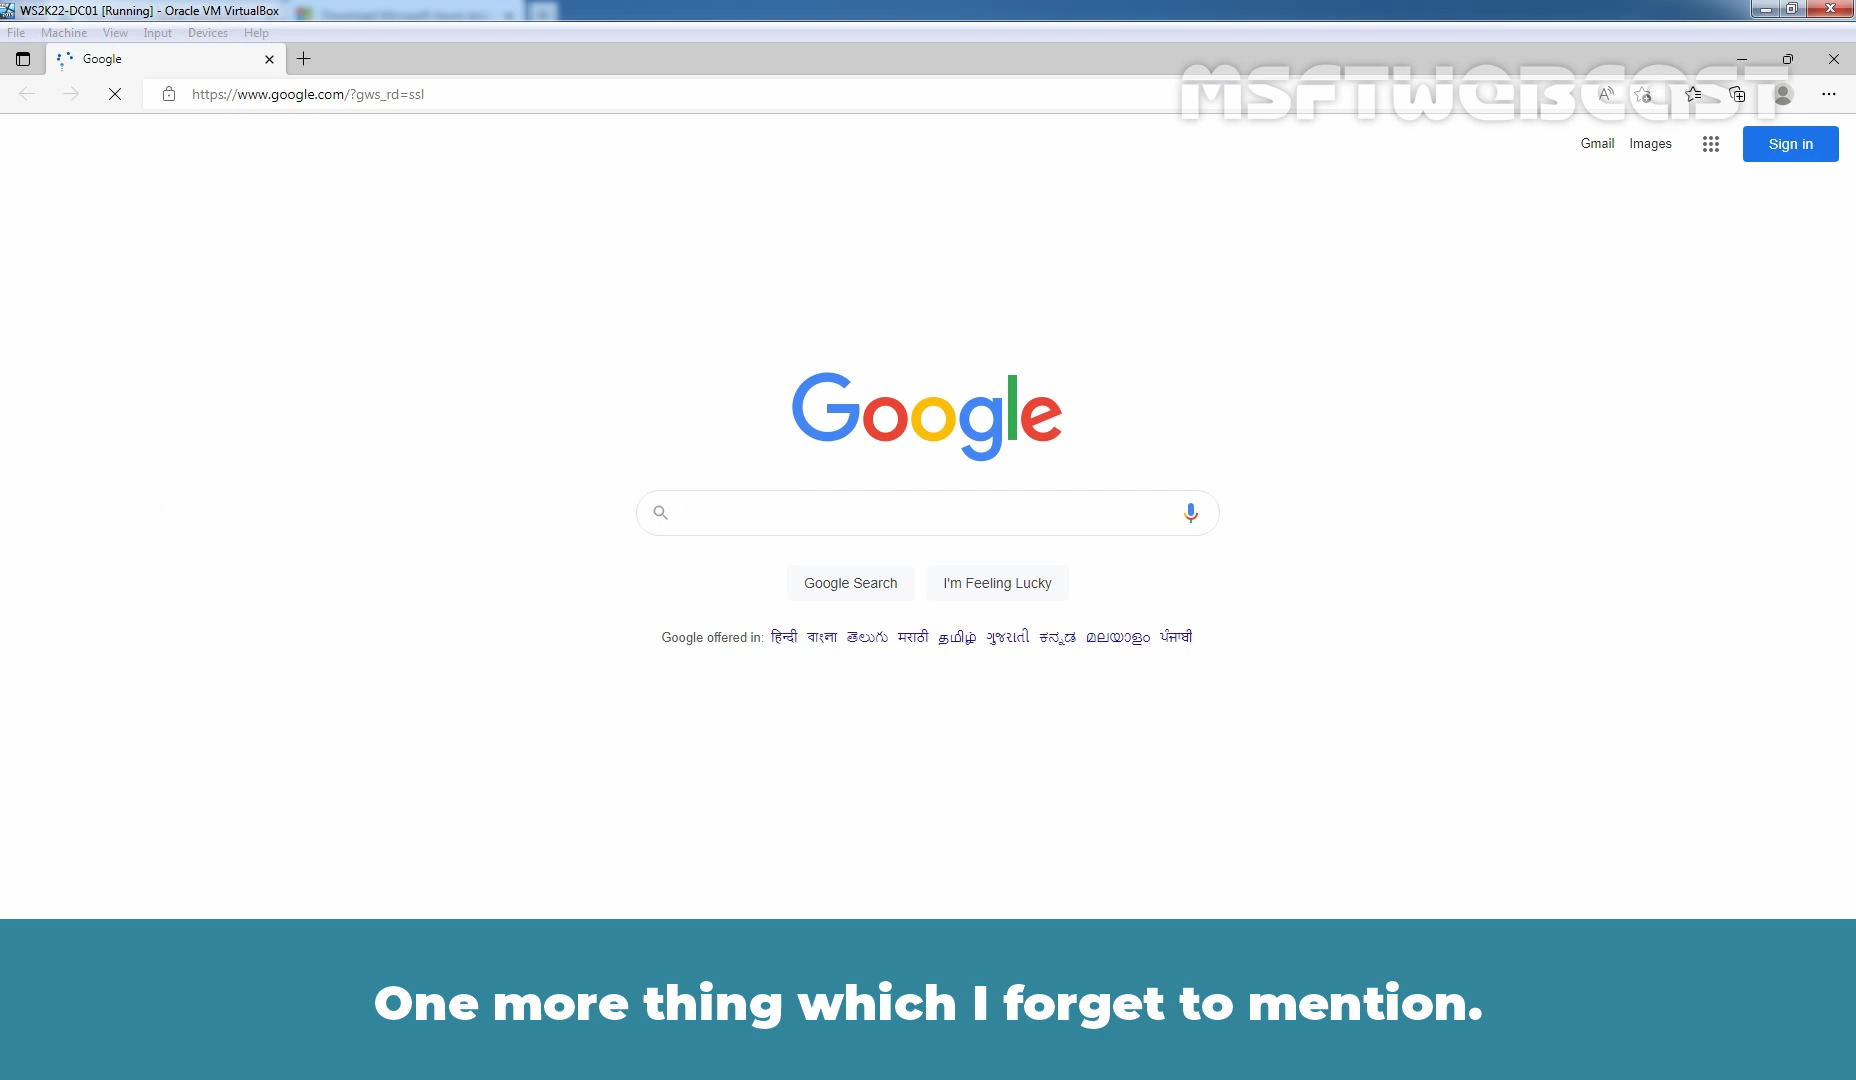 WS2K22-DC01 [Running] - Oracle VM VirtualBox
File Machine View Input Devices Help
Google
https://www.google.com/?gws_rd=ssl
MSFTWEBCAST
Gmail Images Sign in
Google
Google Search I'm Feeling Lucky
Google offered in: हिन्दी বাংলা తెలుగు मराठी தமிழ் ગુજરાતી ಕನ್ನಡ മലയാളം ਪੰਜਾਬੀ
One more thing which I forget to mention.